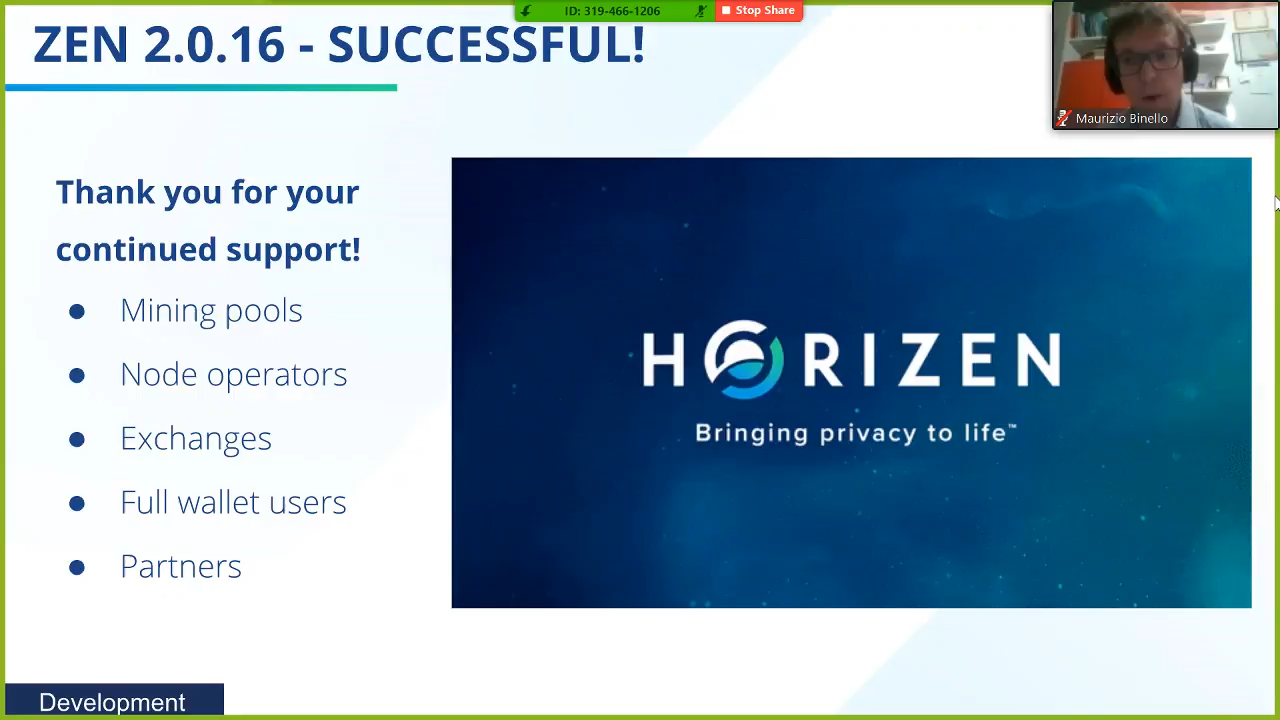 ID: 319-466-1206
Stop Share
ZEN 2.0.16 - SUCCESSFUL!
Maurizio Binello
Thank you for your
continued support!
● Mining pools
● Node operators
● Exchanges
● Full wallet users
● Partners
HORIZEN
Bringing privacy to life™
Development